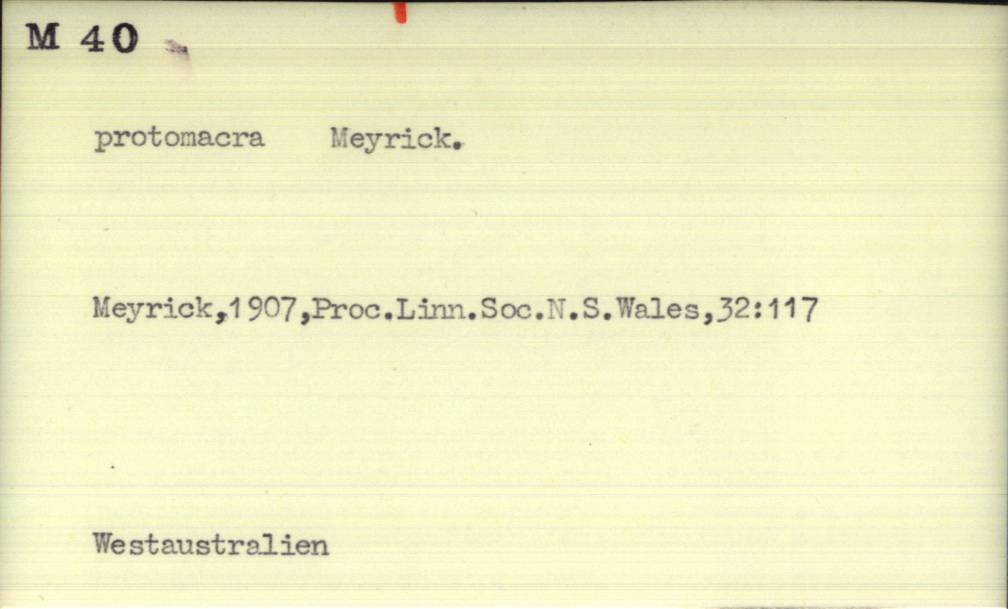 M 40
protomacra Meyrick.
Meyrick,1907,Proc.Linn.Soc.N.S.Wales,32:117
Westaustralien